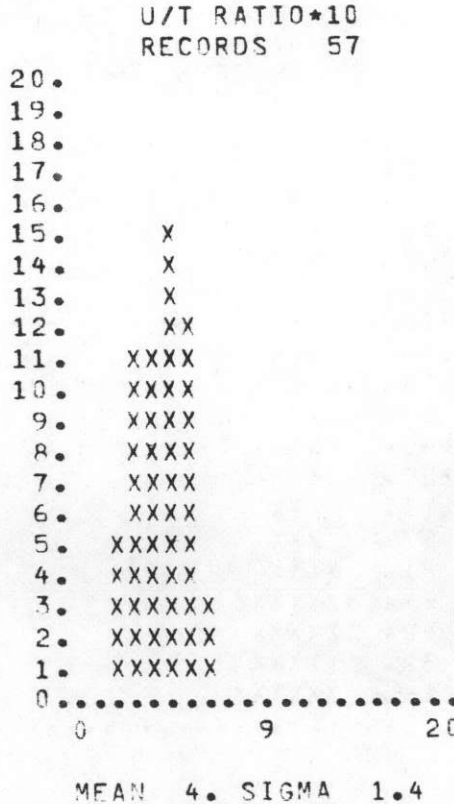 U/T RATIO*10
RECORDS 57
20.
19.
18.
17.
16.
15. X
14. X
13. X
12. XX
11. XXXX
10. XXXX
9. XXXX
8. XXXX
7. XXXX
6. XXXX
5. XXXXX
4. XXXXX
3. XXXXXX
2. XXXXXX
1. XXXXXX
0......................
0 9 20
MEAN 4. SIGMA 1.4